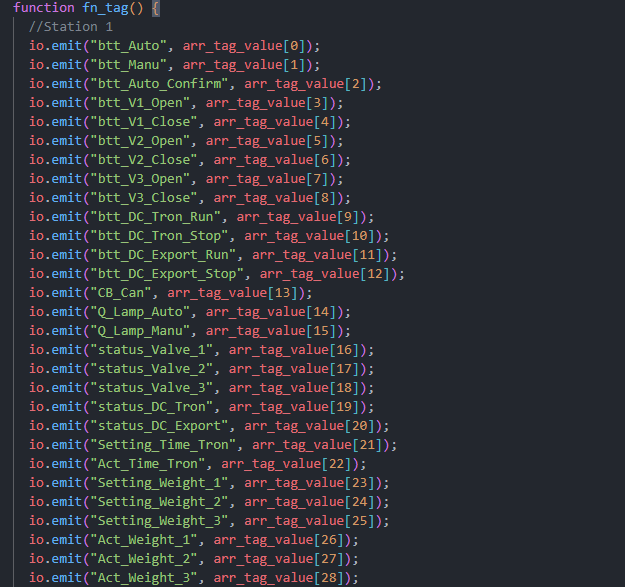 function fn_tag() {
//Station 1
io.emit("btt_Auto", arr_tag_value[0]);
io.emit("btt_Manu", arr_tag_value[1]);
io.emit("btt_Auto_Confirm", arr_tag_value[2]);
io.emit("btt_V1_Open", arr_tag_value[3]);
io.emit("btt_V1_Close", arr_tag_value[4]);
io.emit("btt_V2_Open", arr_tag_value[5]);
io.emit("btt_V2_Close", arr_tag_value[6]);
io.emit("btt_V3_Open", arr_tag_value[7]);
io.emit("btt_V3_Close", arr_tag_value[8]);
io.emit("btt_DC_Tron_Run", arr_tag_value[9]);
io.emit("btt_DC_Tron_Stop", arr_tag_value[10]);
io.emit("btt_DC_Export_Run", arr_tag_value[11]);
io.emit("btt_DC_Export_Stop", arr_tag_value[12]);
io.emit("CB_Can", arr_tag_value[13]);
io.emit("Q_Lamp_Auto", arr_tag_value[14]);
io.emit("Q_Lamp_Manu", arr_tag_value[15]);
io.emit("status_Valve_1", arr_tag_value[16]);
io.emit("status_Valve_2", arr_tag_value[17]);
io.emit("status_Valve_3", arr_tag_value[18]);
io.emit("status_DC_Tron", arr_tag_value[19]);
io.emit("status_DC_Export", arr_tag_value[20]);
io.emit("Setting_Time_Tron", arr_tag_value[21]);
io.emit("Act_Time_Tron", arr_tag_value[22]);
io.emit("Setting_Weight_1", arr_tag_value[23]);
io.emit("Setting_Weight_2", arr_tag_value[24]);
io.emit("Setting_Weight_3", arr_tag_value[25]);
io.emit("Act_Weight_1", arr_tag_value[26]);
io.emit("Act_Weight_2", arr_tag_value[27]);
io.emit("Act_Weight_3", arr_tag_value[28]);